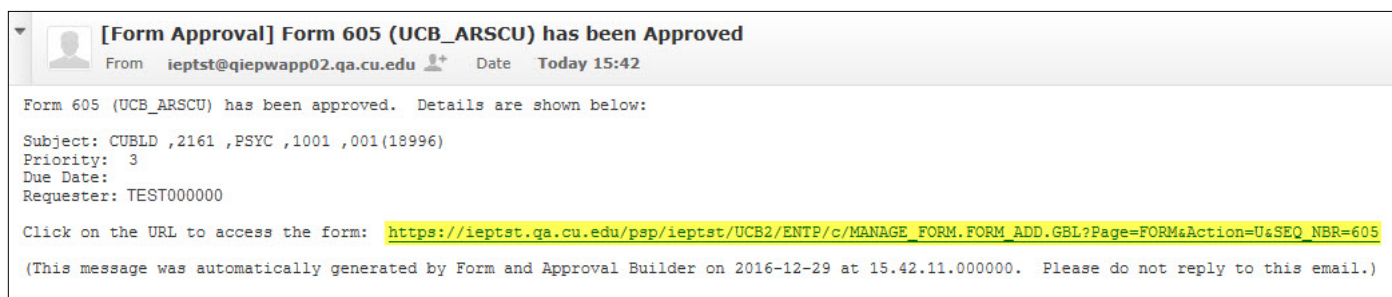 [Form Approval] Form 605 (UCB_ARSCU) has been Approved
From ieptst@qiepwapp02.qa.cu.edu Date Today 15:42
Form 605 (UCB_ARSCU) has been approved. Details are shown below:
Subject: CUBLD ,2161 ,PSYC ,1001 ,001(18996)
Priority: 3
Due Date:
Requester: TEST000000
Click on the URL to access the form: https://ieptst.qa.cu.edu/psp/ieptst/UCB2/ENTP/c/MANAGE_FORM.FORM_ADD.GBL?Page=FORM&Action=U&SEQ_NBR=605
(This message was automatically generated by Form and Approval Builder on 2016-12-29 at 15.42.11.000000. Please do not reply to this email.)